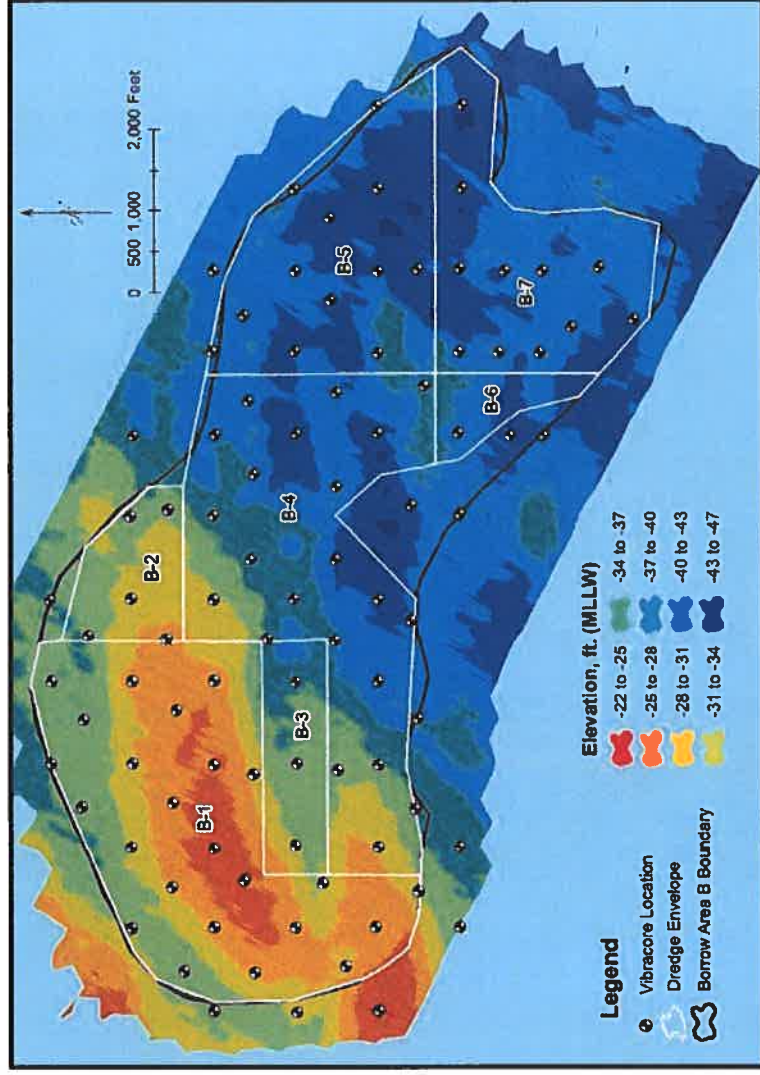 0 500 1,000 2,000 Feet
B-1
B-2
B-3
B-4
B-5
B-6
B-7
Legend
Vibracore Location
Dredge Envelope
Borrow Area B Boundary
Elevation, ft. (MLLW)
-22 to -25
-25 to -28
-28 to -31
-31 to -34
-34 to -37
-37 to -40
-40 to -43
-43 to -47